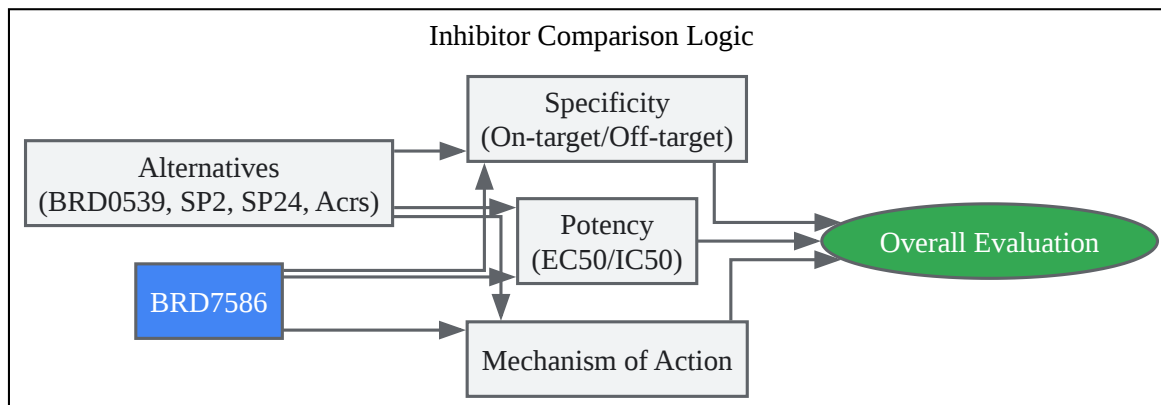 Inhibitor Comparison Logic
Specificity
(On-target/Off-target)
Alternatives
(BRD0539, SP2, SP24, Acrs)
Potency
(EC50/IC50)
Overall Evaluation
BRD7586
Mechanism of Action